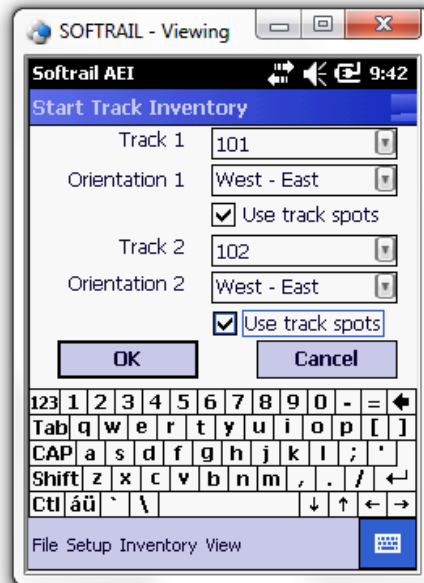 SOFTRAIL - Viewing
Softrail AEI 9:42
Start Track Inventory
Track 1 101
Orientation 1 West - East
Use track spots
Track 2 102
Orientation 2 West - East
Use track spots
OK Cancel
123 1 2 3 4 5 6 7 8 9 0 - =
Tab q w e r t y u i o p [ ]
CAP a s d f g h j k l ; '
Shift z x c v b n m , . /
Ctl áü ` \
File Setup Inventory View